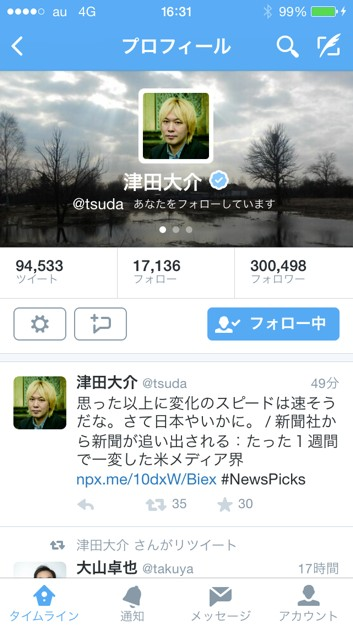 au 4G 16:31 99%
プロフィール
津田大介
@tsuda あなたをフォローしています
94,533 17,136 300,498
ツイート フォロー フォロワー
フォロー中
津田大介 @tsuda 49分
思った以上に変化のスピードは速そう
だな。さて日本やいかに。 / 新聞社か
ら新聞が追い出される：たった１週間
で一変した米メディア界
npx.me/10dxW/Biex #NewsPicks
35 30
津田大介 さんがリツイート
大山卓也 @takuya 17時間
タイムライン 通知 メッセージ アカウント